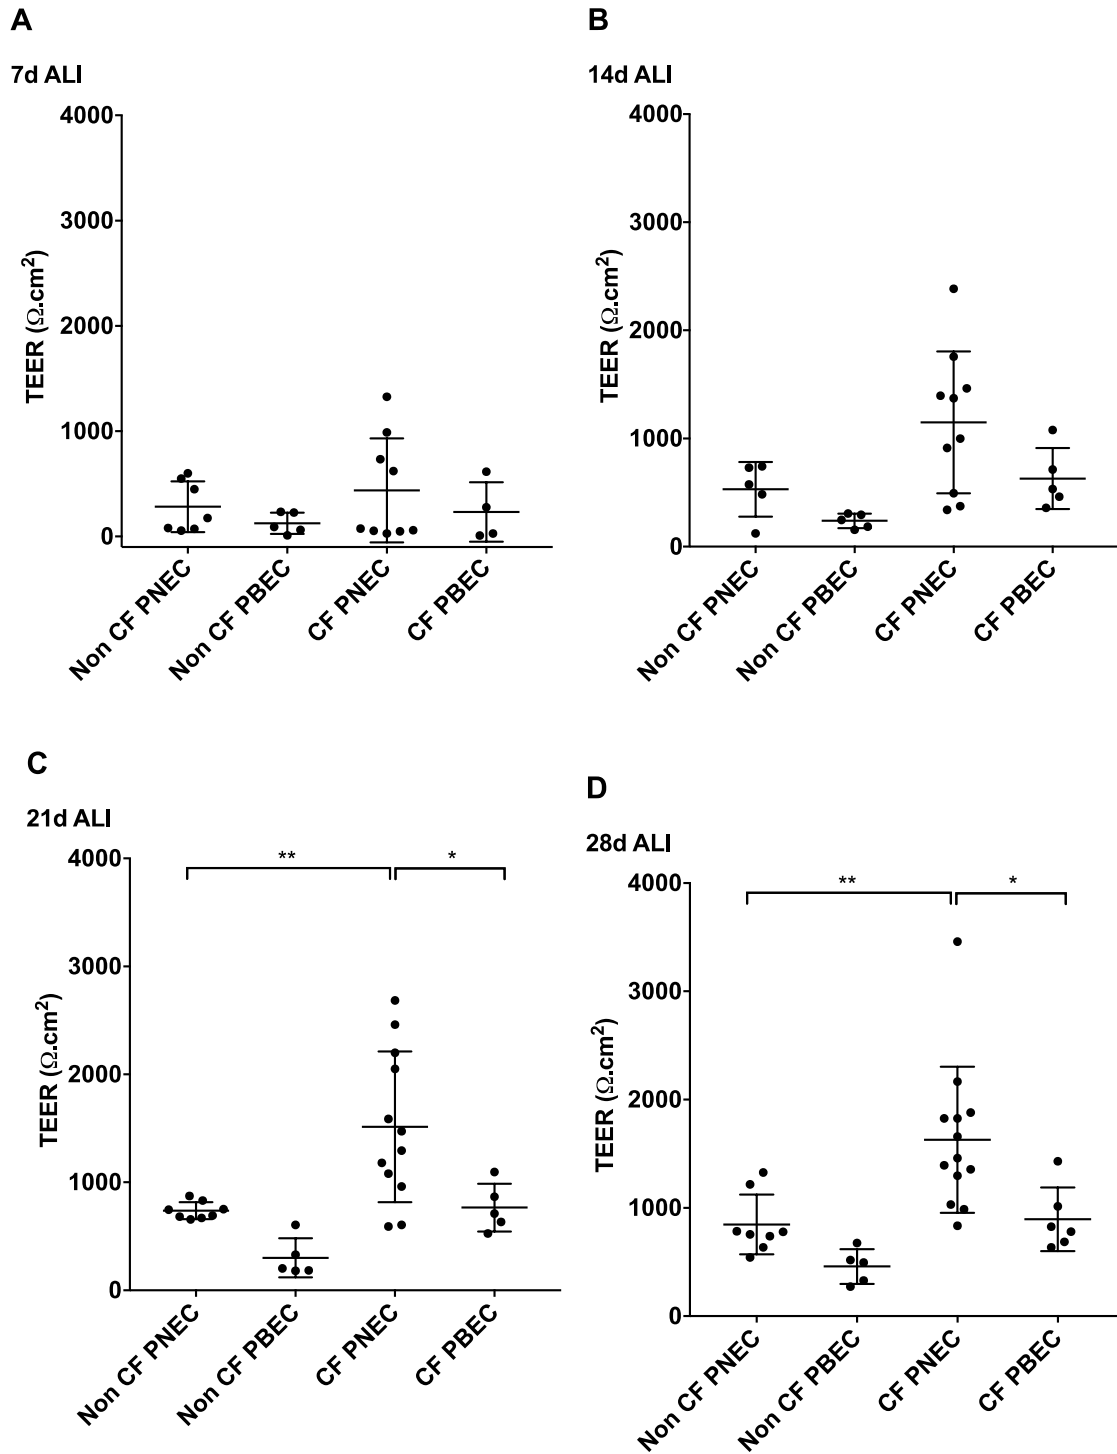 A
7d ALI
4000
3000
2000
1000
0
TEER (Ω.cm²)
Non CF PNEC
Non CF PBEC
CF PNEC
CF PBEC
B
14d ALI
4000
3000
2000
1000
0
TEER (Ω.cm²)
Non CF PNEC
Non CF PBEC
CF PNEC
CF PBEC
C
21d ALI
** *
4000
3000
2000
1000
0
TEER (Ω.cm²)
Non CF PNEC
Non CF PBEC
CF PNEC
CF PBEC
D
28d ALI
** *
4000
3000
2000
1000
0
TEER (Ω.cm²)
Non CF PNEC
Non CF PBEC
CF PNEC
CF PBEC